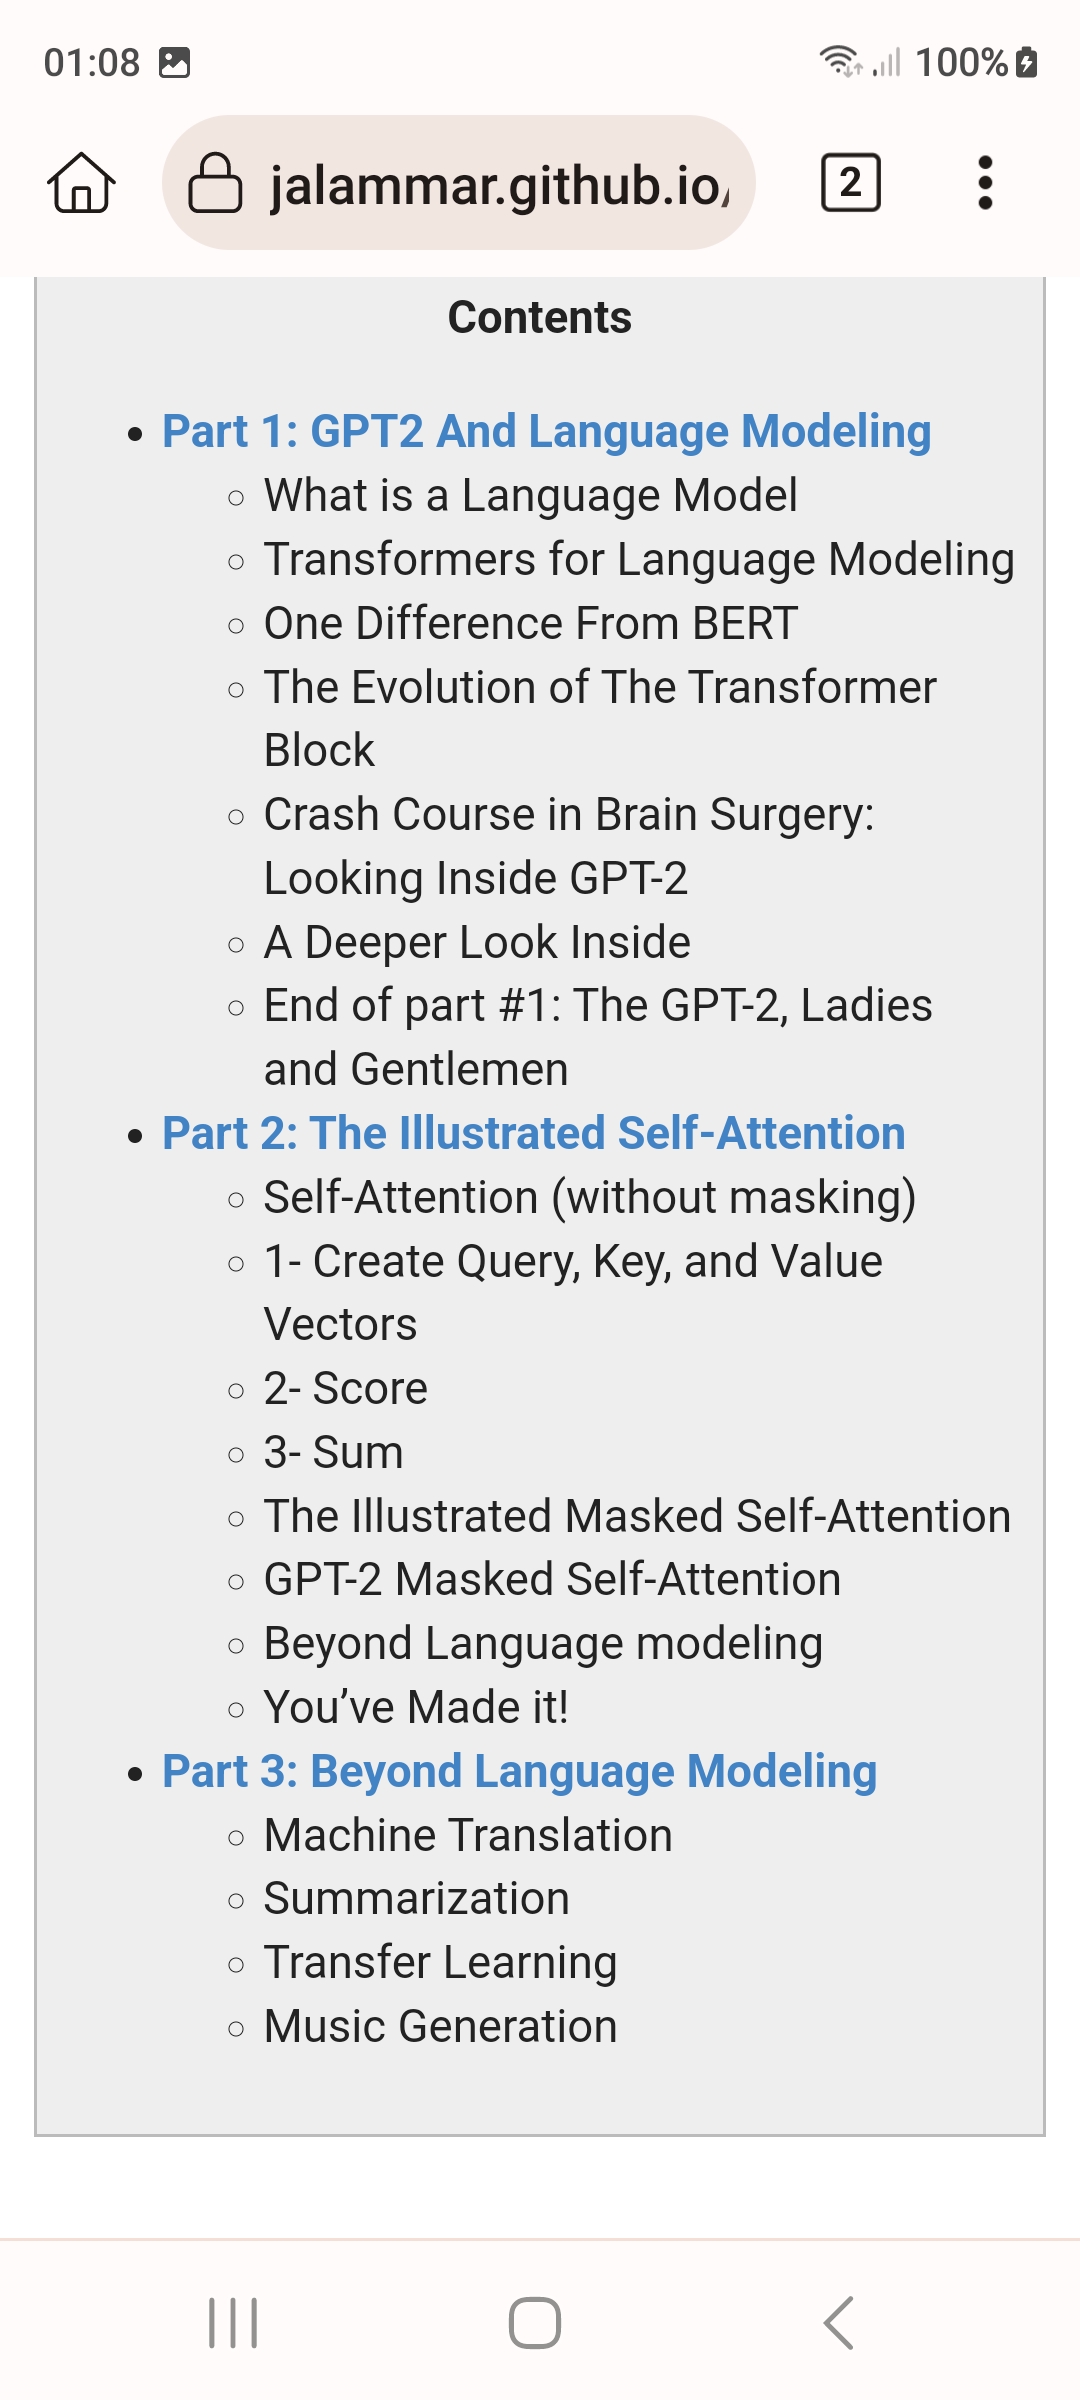 01:08
100%
jalammar.github.io/
2
Contents
Part 1: GPT2 And Language Modeling
What is a Language Model
Transformers for Language Modeling
One Difference From BERT
The Evolution of The Transformer
Block
Crash Course in Brain Surgery:
Looking Inside GPT-2
A Deeper Look Inside
End of part #1: The GPT-2, Ladies
and Gentlemen
Part 2: The Illustrated Self-Attention
Self-Attention (without masking)
1- Create Query, Key, and Value
Vectors
2- Score
3- Sum
The Illustrated Masked Self-Attention
GPT-2 Masked Self-Attention
Beyond Language modeling
You’ve Made it!
Part 3: Beyond Language Modeling
Machine Translation
Summarization
Transfer Learning
Music Generation